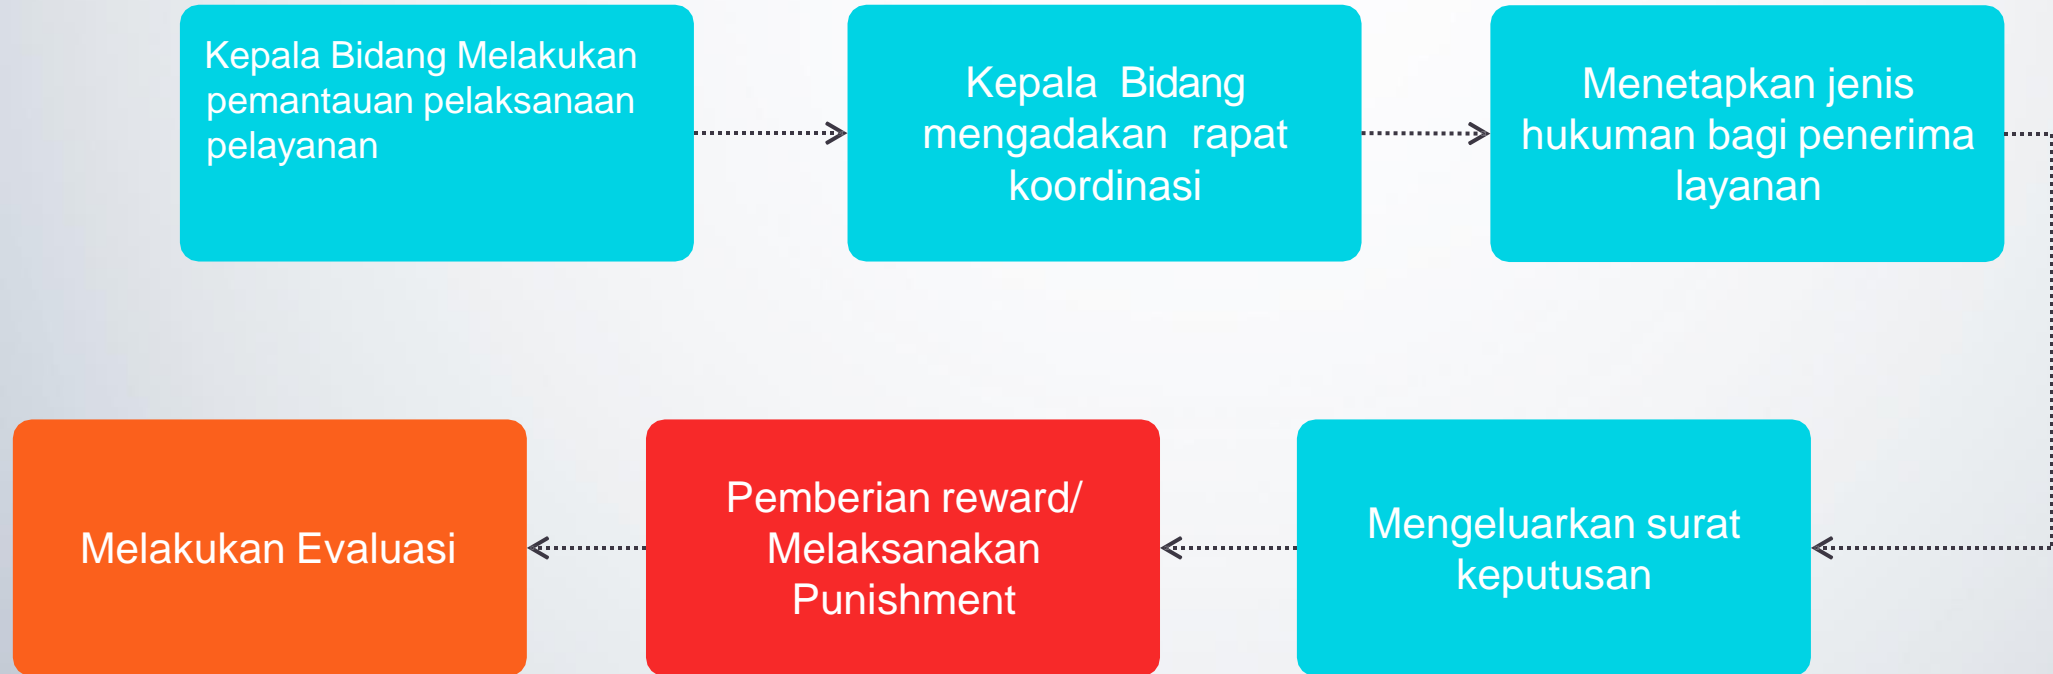 Kepala Bidang Melakukan
pemantauan pelaksanaan
pelayanan
Kepala Bidang
mengadakan rapat
koordinasi
Menetapkan jenis
hukuman bagi penerima
layanan
Melakukan Evaluasi
Pemberian reward/
Melaksanakan
Punishment
Mengeluarkan surat
keputusan